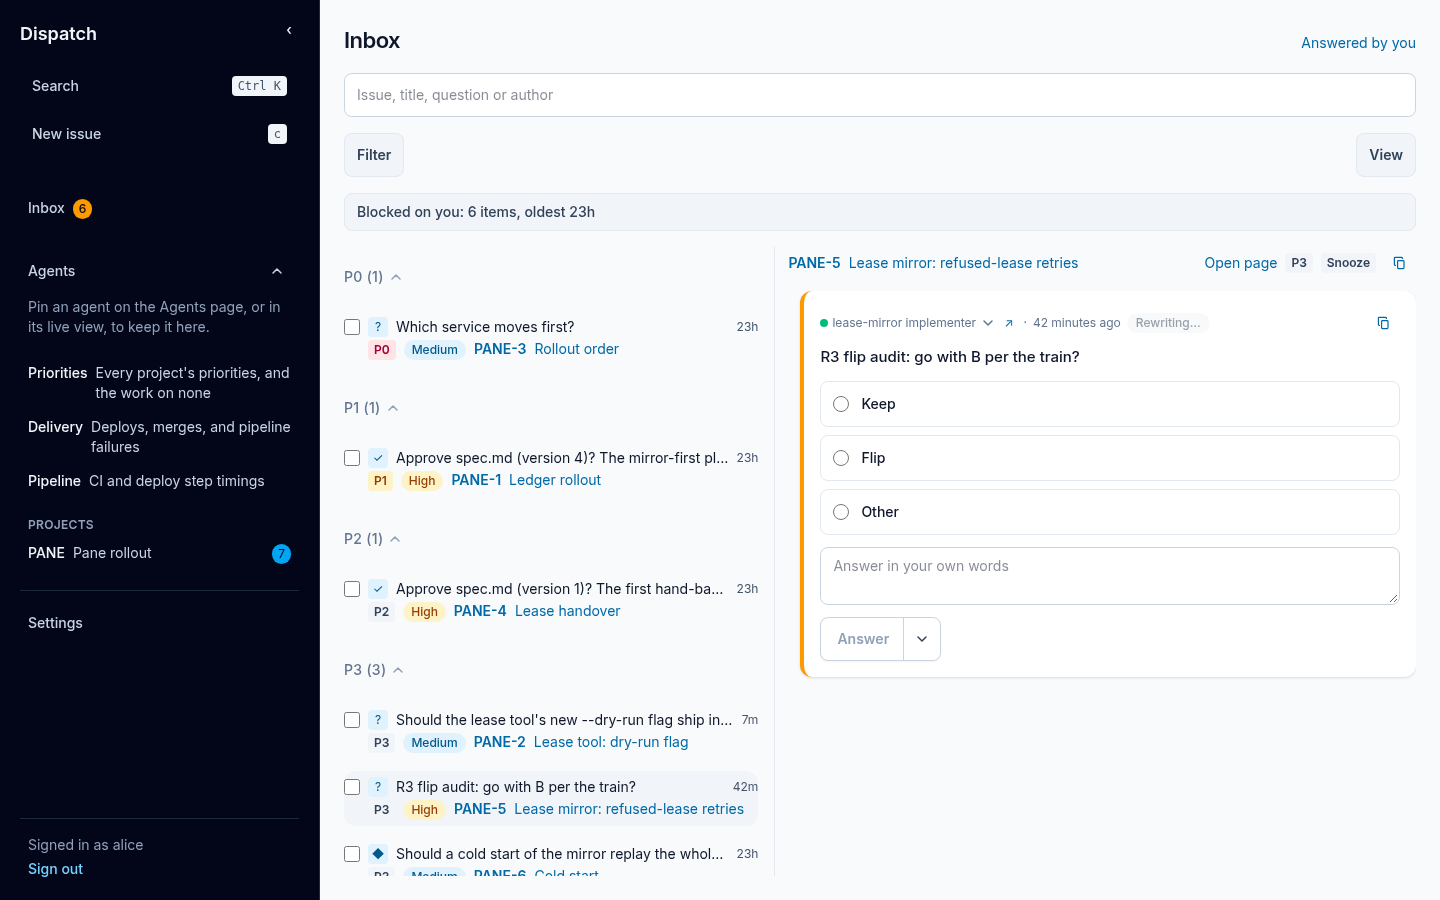 Dispatch
Search
Ctrl K
New issue
c
Inbox 6
Agents
Pin an agent on the Agents page, or in
its live view, to keep it here.
Priorities Every project's priorities, and
the work on none
Delivery Deploys, merges, and pipeline
failures
Pipeline CI and deploy step timings
PROJECTS
PANE Pane rollout 7
Settings
Signed in as alice
Sign out
Inbox
Answered by you
Issue, title, question or author
Filter
View
Blocked on you: 6 items, oldest 23h
P0 (1)
? Which service moves first? 23h
P0 Medium PANE-3 Rollout order
P1 (1)
Approve spec.md (version 4)? The mirror-first pl... 23h
P1 High PANE-1 Ledger rollout
P2 (1)
Approve spec.md (version 1)? The first hand-ba... 23h
P2 High PANE-4 Lease handover
P3 (3)
? Should the lease tool's new --dry-run flag ship in... 7m
P3 Medium PANE-2 Lease tool: dry-run flag
? R3 flip audit: go with B per the train? 42m
P3 High PANE-5 Lease mirror: refused-lease retries
Should a cold start of the mirror replay the whol... 23h
P3 Medium PANE-6 Cold start
PANE-5 Lease mirror: refused-lease retries
Open page P3 Snooze
lease-mirror implementer · 42 minutes ago Rewriting...
R3 flip audit: go with B per the train?
Keep
Flip
Other
Answer in your own words
Answer